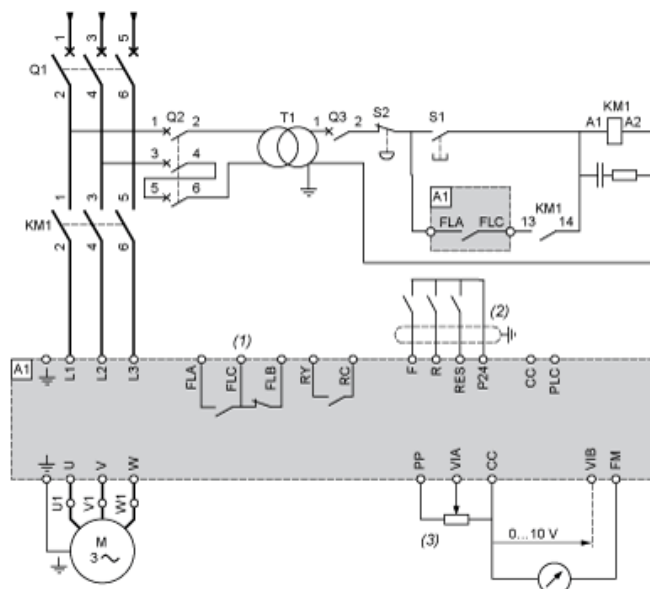 1 3 5
Q1
2 4 6
1 Q2 2 T1 1 Q3 2 S2 S1 KM1
A1 A2
3 4
5 6
A1
FLA FLC 13 KM1 14
1 3 5
KM1
2 4 6
(1) (2)
A1
L1 L2 L3 FLA FLC FLB RY RC F R RES P24 CC PLC
U V W PP VIA CC VIB FM
U1 V1 W1
M
3
(3)
0...10 V